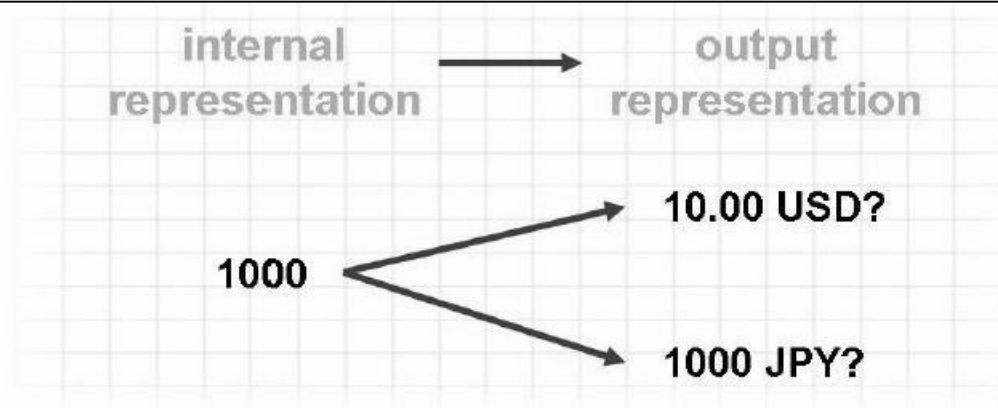 internal
representation
output
representation
10.00 USD?
1000
1000 JPY?